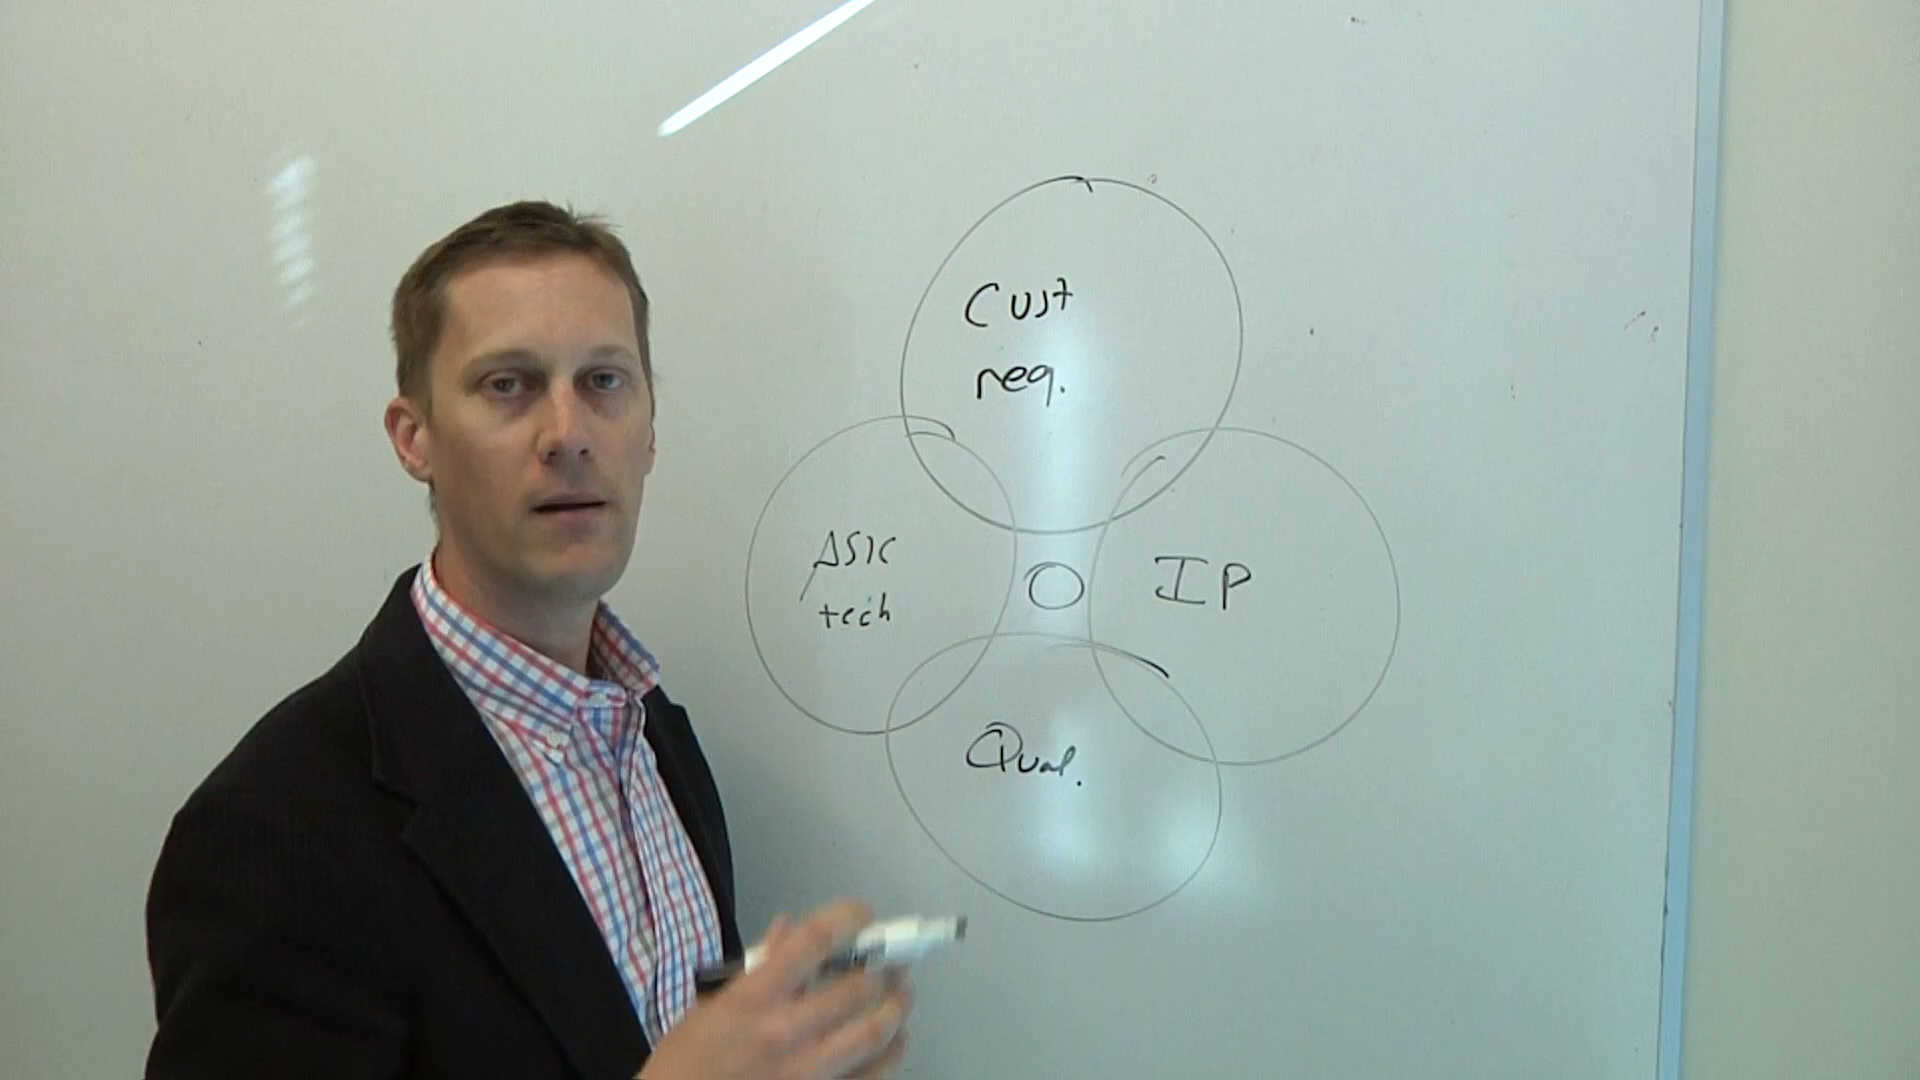 Cust
req.
ASIC
tech
IP
Qual.